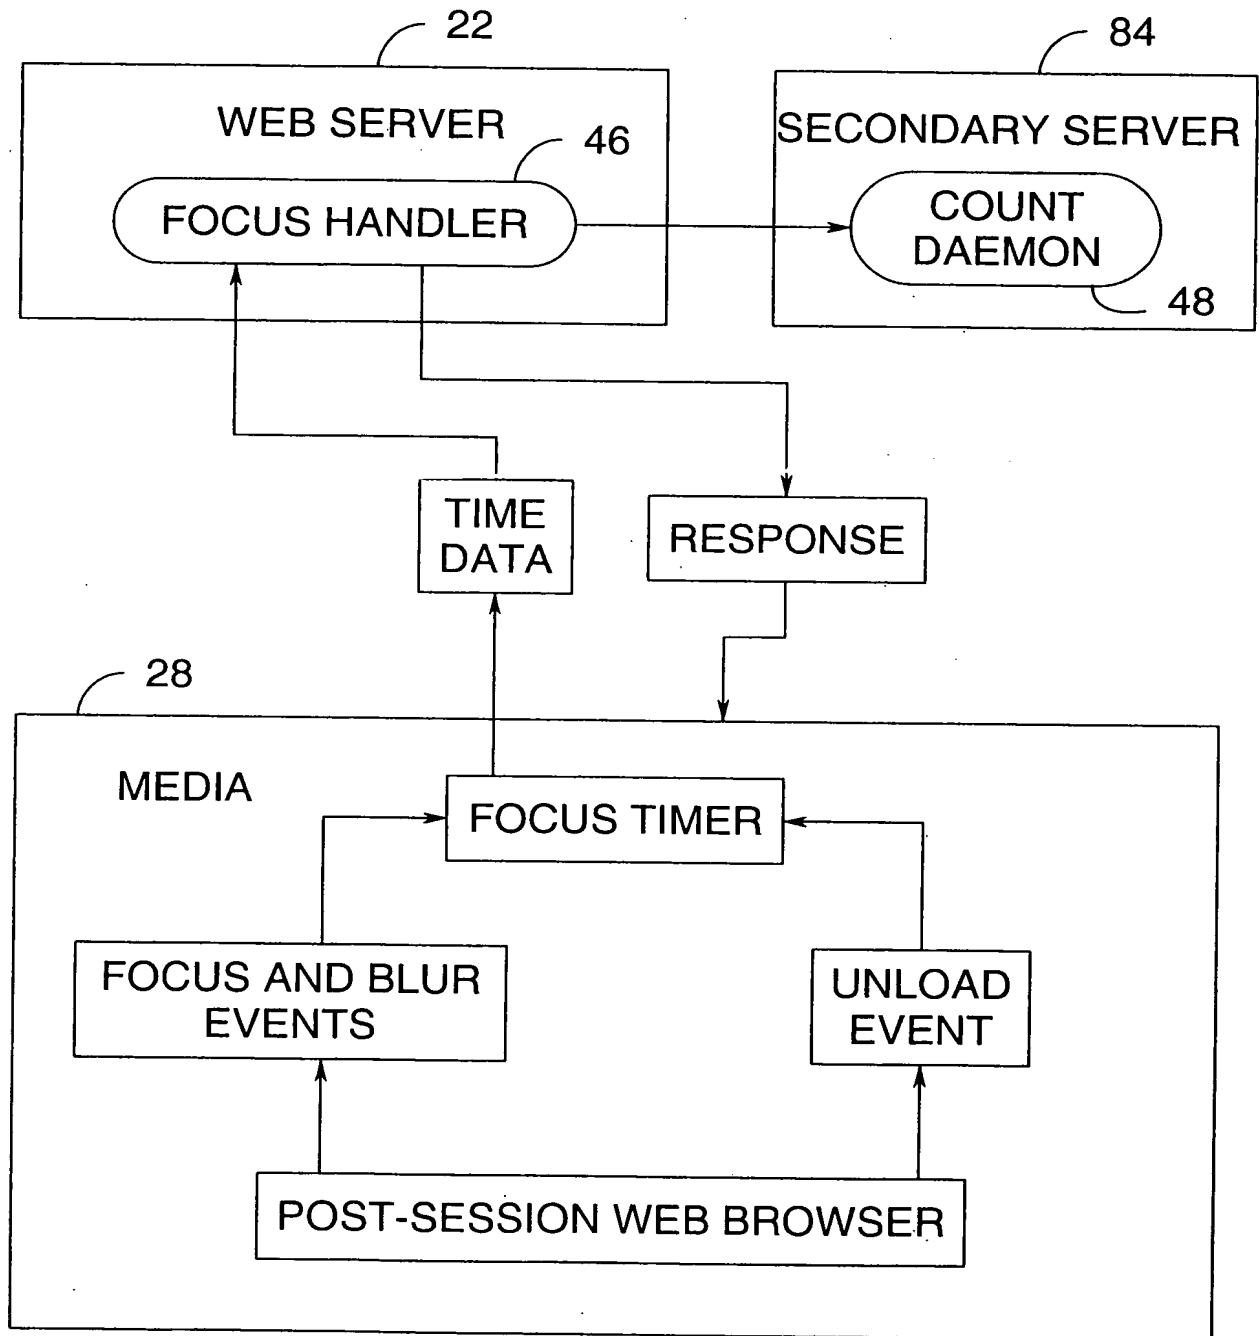 22
84
WEB SERVER
SECONDARY SERVER
46
FOCUS HANDLER
COUNT
DAEMON
48
TIME
DATA
RESPONSE
28
MEDIA
FOCUS TIMER
FOCUS AND BLUR
EVENTS
UNLOAD
EVENT
POST-SESSION WEB BROWSER